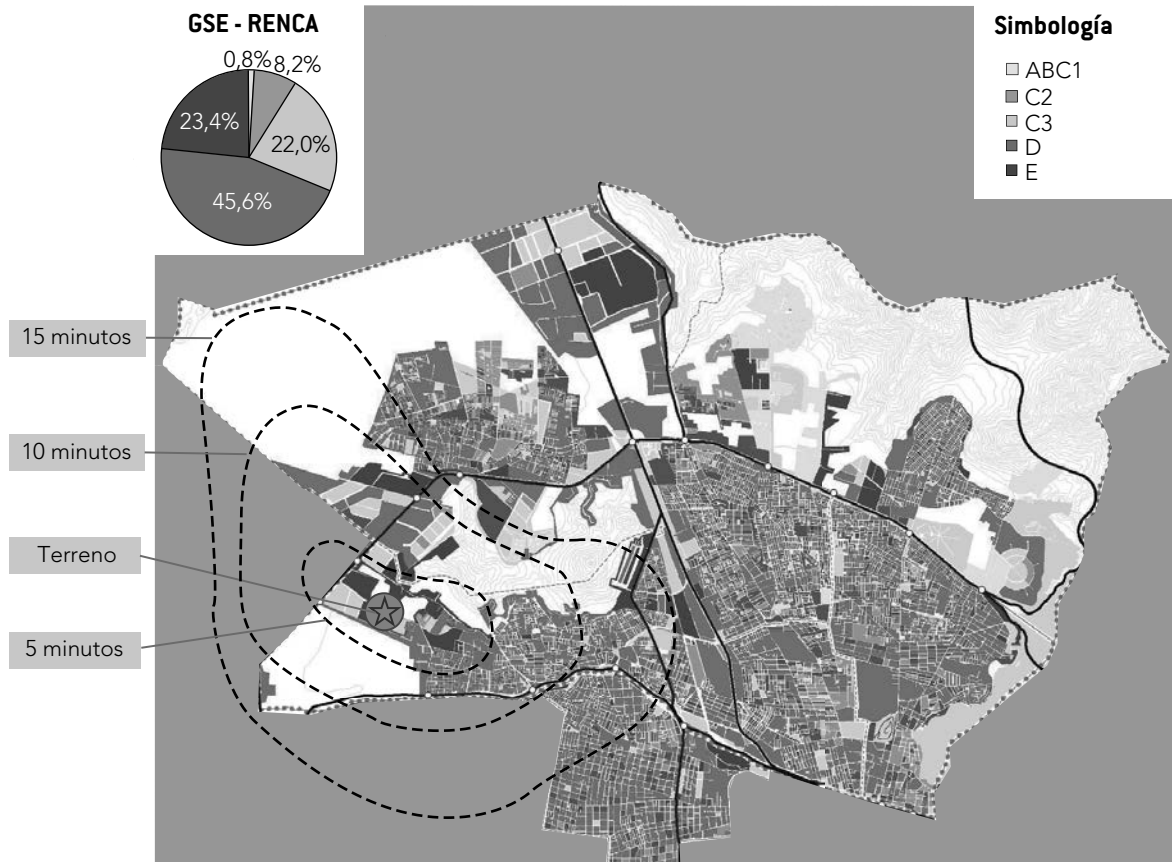 GSE - RENCA
0,8%
8,2%
23,4%
22,0%
45,6%
Simbología
ABC1
C2
C3
D
E
15 minutos
10 minutos
Terreno
5 minutos